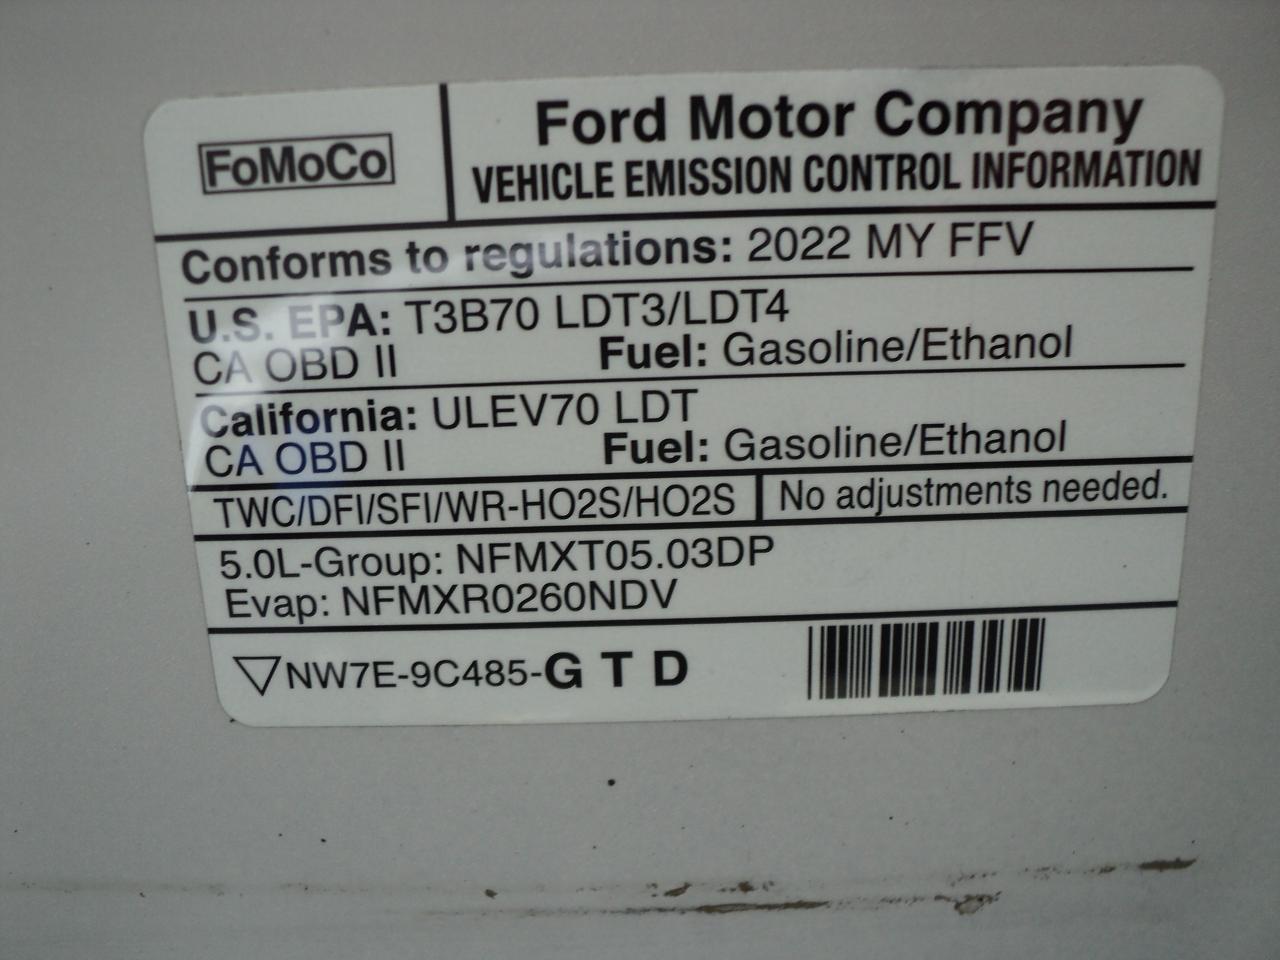 FoMoCo
Ford Motor Company
VEHICLE EMISSION CONTROL INFORMATION
Conforms to regulations: 2022 MY FFV
U.S. EPA: T3B70 LDT3/LDT4
CA OBD II Fuel: Gasoline/Ethanol
California: ULEV70 LDT
CA OBD II Fuel: Gasoline/Ethanol
TWC/DFI/SFI/WR-HO2S/HO2S No adjustments needed.
5.0L-Group: NFMXT05.03DP
Evap: NFMXR0260NDV
NW7E-9C485-G T D